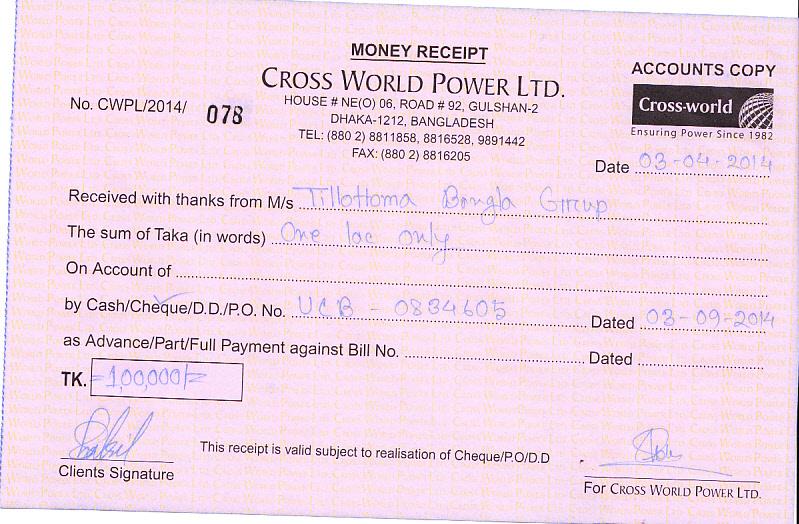 MONEY RECEIPT
CROSS WORLD POWER LTD.
HOUSE # NE(O) 06, ROAD # 92, GULSHAN-2
DHAKA-1212, BANGLADESH
TEL: (880 2) 8811858, 8816528, 9891442
FAX: (880 2) 8816205
No. CWPL/2014/ 078
ACCOUNTS COPY
Cross-world
Ensuring Power Since 1982
Date 03-04-2014
Received with thanks from M/s Tillottoma Bangla Group
The sum of Taka (in words) One lac only
On Account of
by Cash/Cheque/D.D./P.O. No. UCB - 0834605 Dated 03-09-2014
as Advance/Part/Full Payment against Bill No. Dated
TK. =1,00,000/=
This receipt is valid subject to realisation of Cheque/P.O/D.D
Clients Signature
For CROSS WORLD POWER LTD.